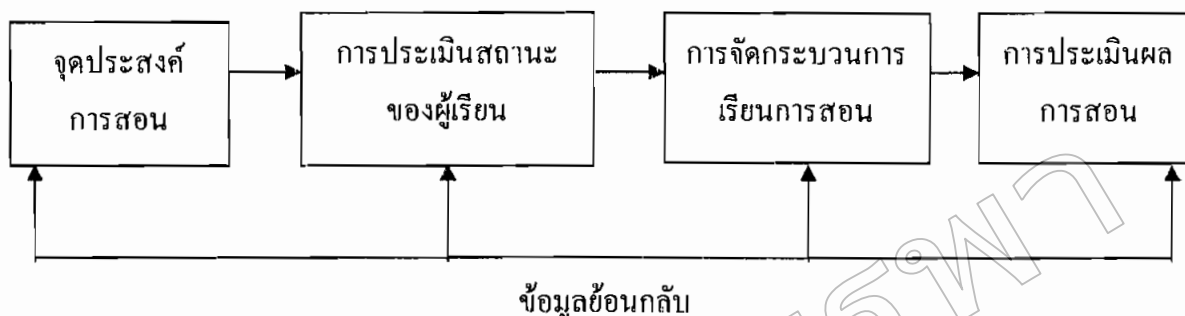 จุดประสงค์
การสอน
การประเมินสถานะ
ของผู้เรียน
การจัดกระบวนการ
เรียนการสอน
การประเมินผล
การสอน
ข้อมูลย้อนกลับ